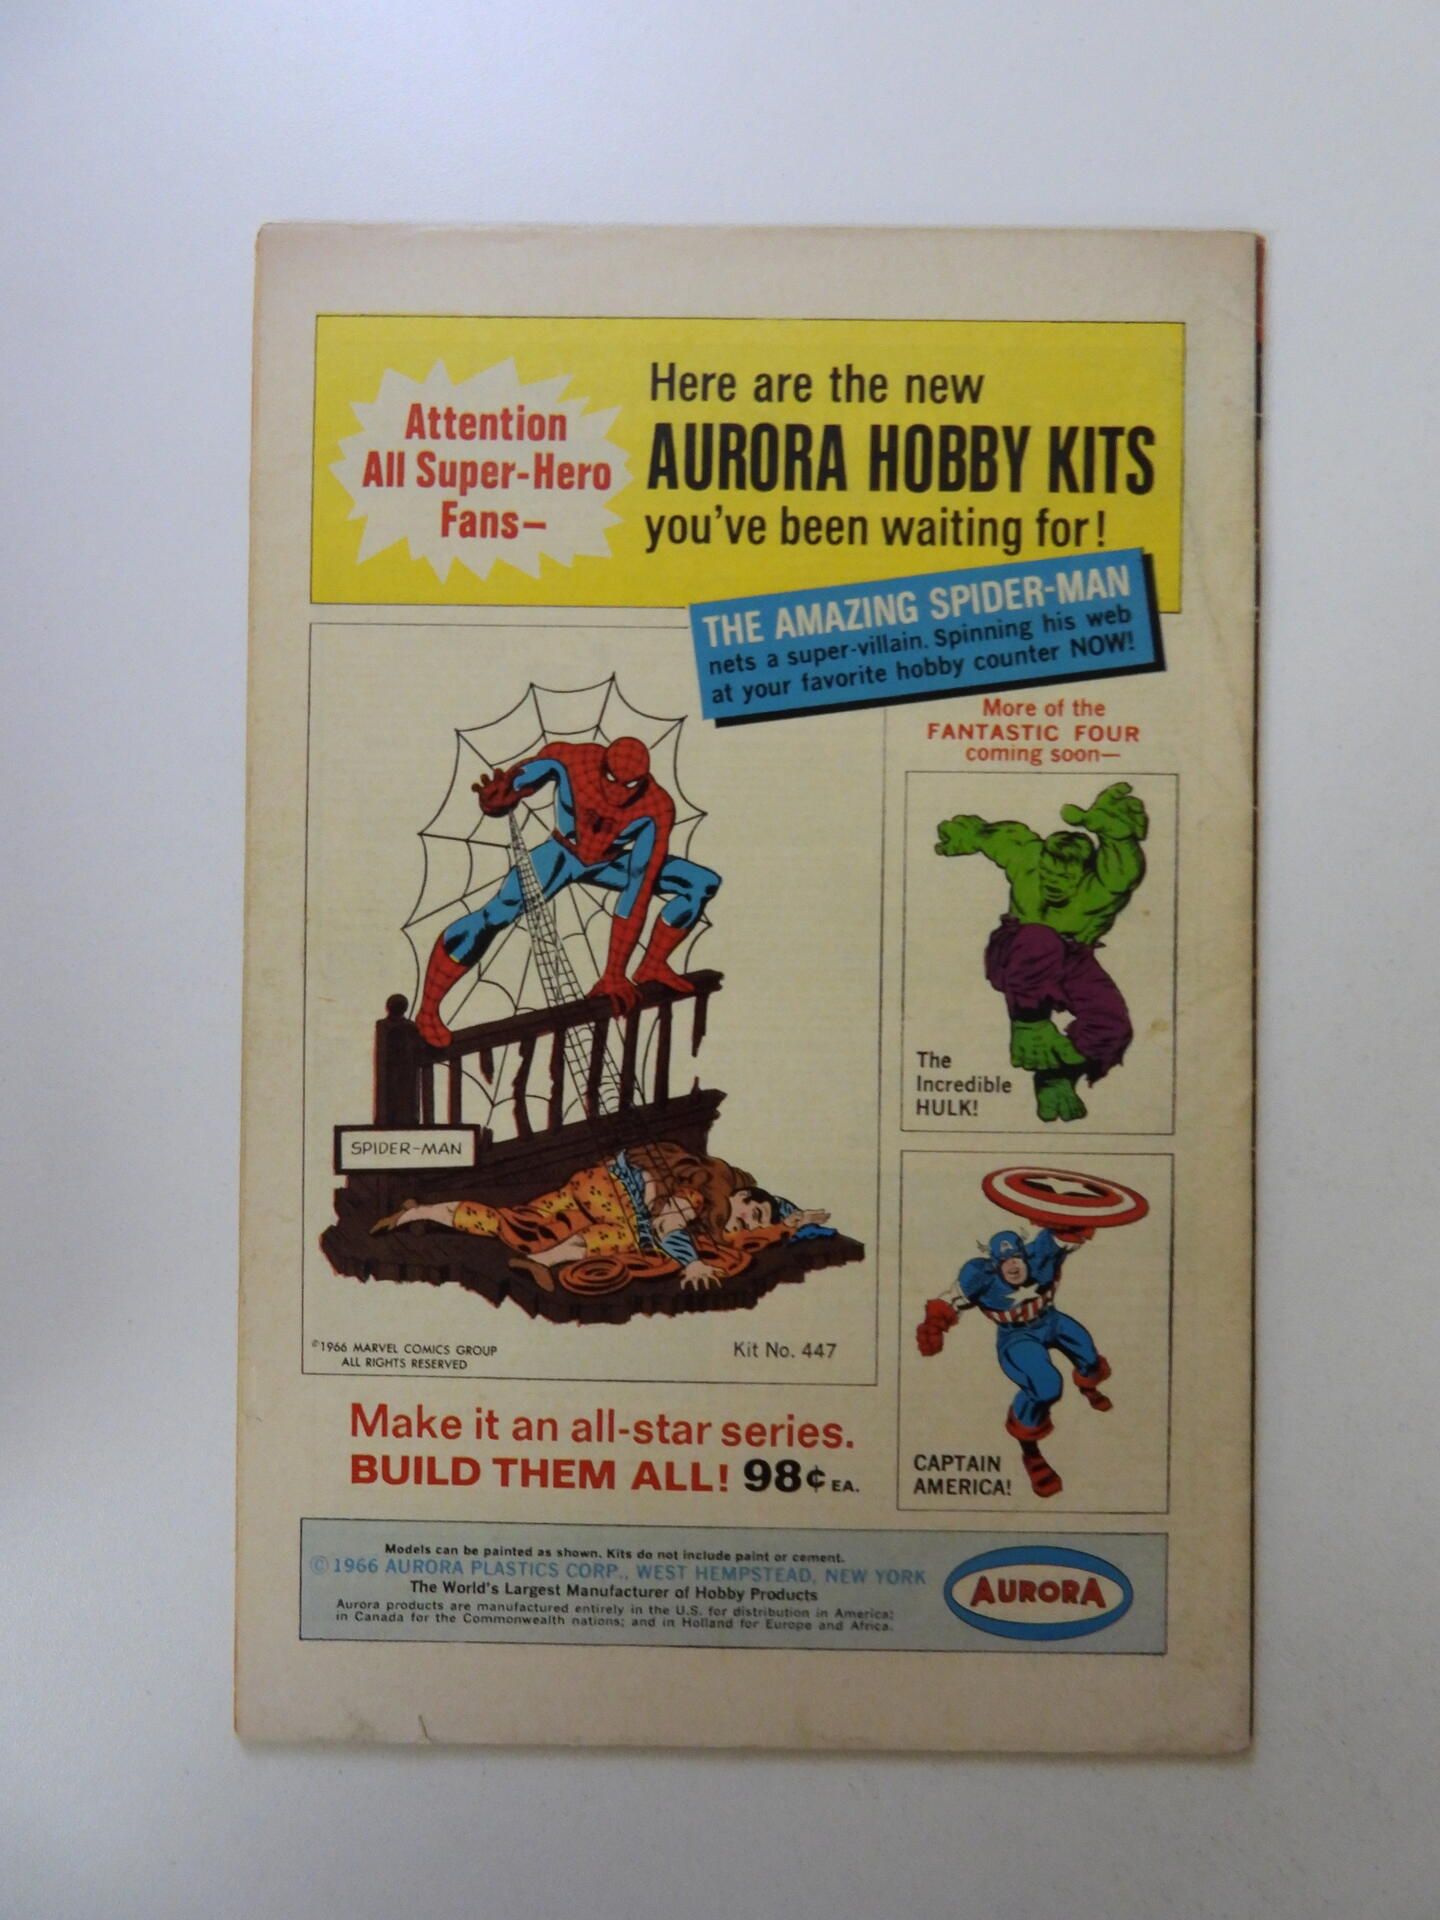 Attention
All Super-Hero
Fans—
Here are the new
AURORA HOBBY KITS
you've been waiting for!
THE AMAZING SPIDER-MAN
nets a super-villain. Spinning his web
at your favorite hobby counter NOW!
More of the
FANTASTIC FOUR
coming soon—
The
Incredible
HULK!
SPIDER-MAN
©1966 MARVEL COMICS GROUP
ALL RIGHTS RESERVED
Kit No. 447
CAPTAIN
AMERICA!
Make it an all-star series.
BUILD THEM ALL! 98¢ EA.
Models can be painted as shown. Kits do not include paint or cement.
© 1966 AURORA PLASTICS CORP., WEST HEMPSTEAD, NEW YORK
The World's Largest Manufacturer of Hobby Products
Aurora products are manufactured entirely in the U.S. for distribution in America;
in Canada for the Commonwealth nations; and in Holland for Europe and Africa.
AURORA